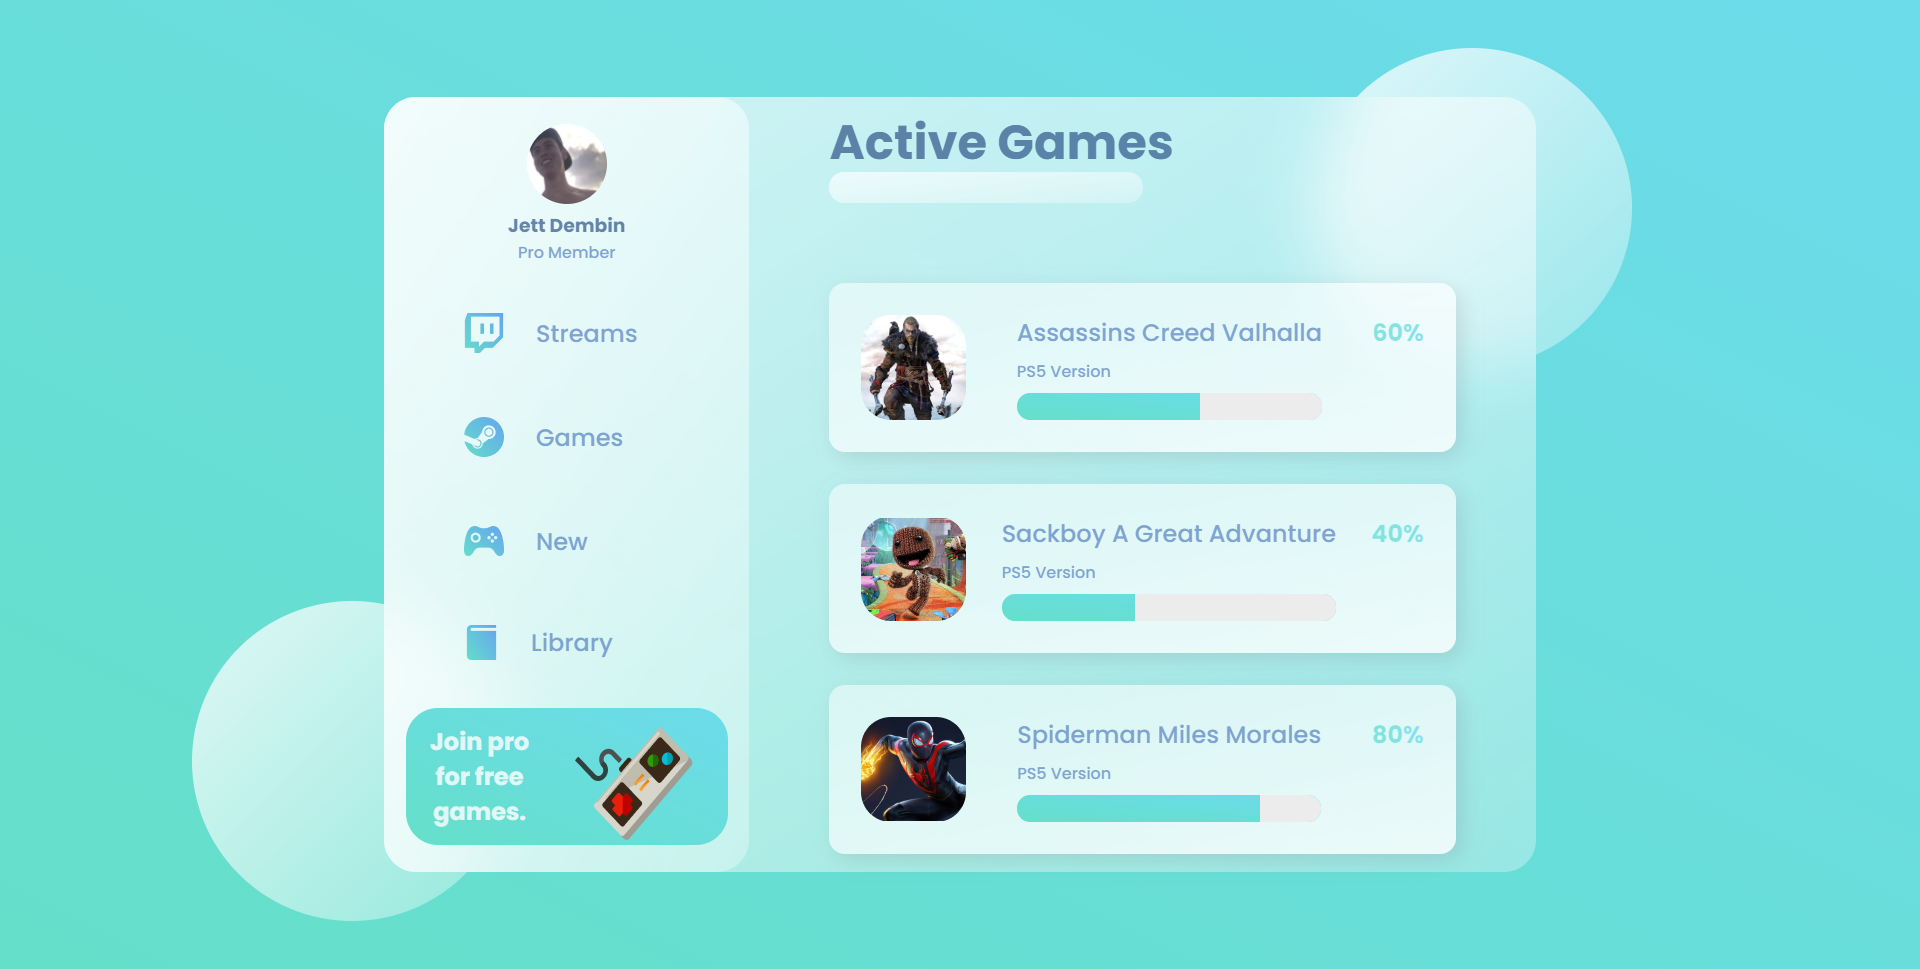 Jett Dembin
Pro Member
Streams
Games
New
Library
Join pro
for free
games.
Active Games
Assassins Creed Valhalla
60%
PS5 Version
Sackboy A Great Advanture
40%
PS5 Version
Spiderman Miles Morales
80%
PS5 Version